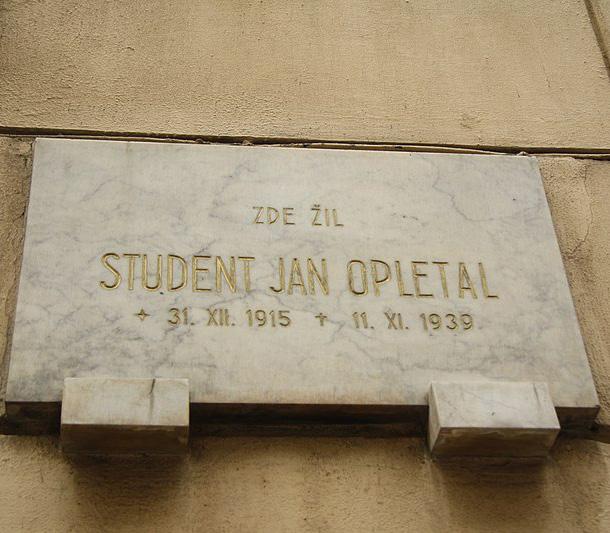 ZDE ŽIL
STUDENT JAN OPLETAL
✦ 31. XII. 1915 ✝ 11. XI. 1939